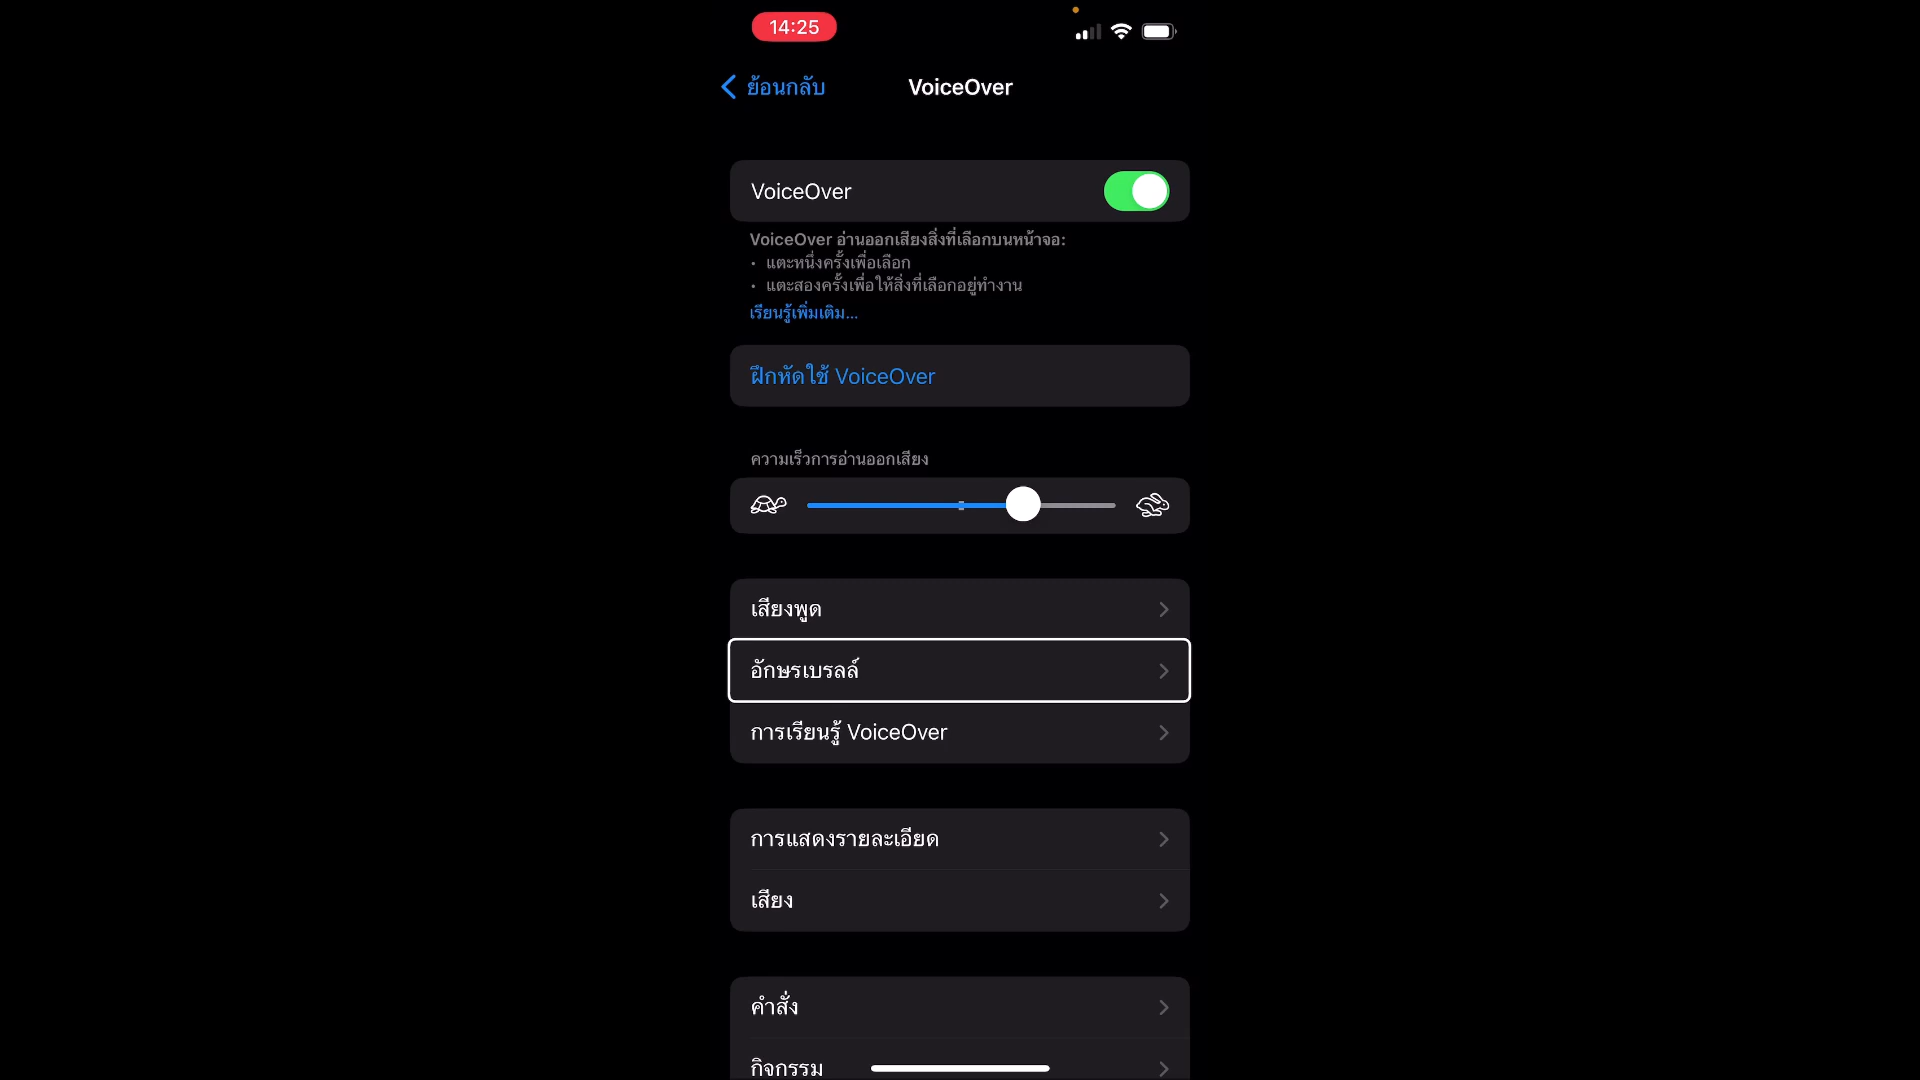 14:25
ย้อนกลับ
VoiceOver
VoiceOver
VoiceOver อ่านออกเสียงสิ่งที่เลือกบนหน้าจอ:
• แตะหนึ่งครั้งเพื่อเลือก
• แตะสองครั้งเพื่อให้สิ่งที่เลือกอยู่ทำงาน
เรียนรู้เพิ่มเติม...
ฝึกหัดใช้ VoiceOver
ความเร็วการอ่านออกเสียง
เสียงพูด
อักษรเบรลล์
การเรียนรู้ VoiceOver
การแสดงรายละเอียด
เสียง
คำสั่ง
กิจกรรม